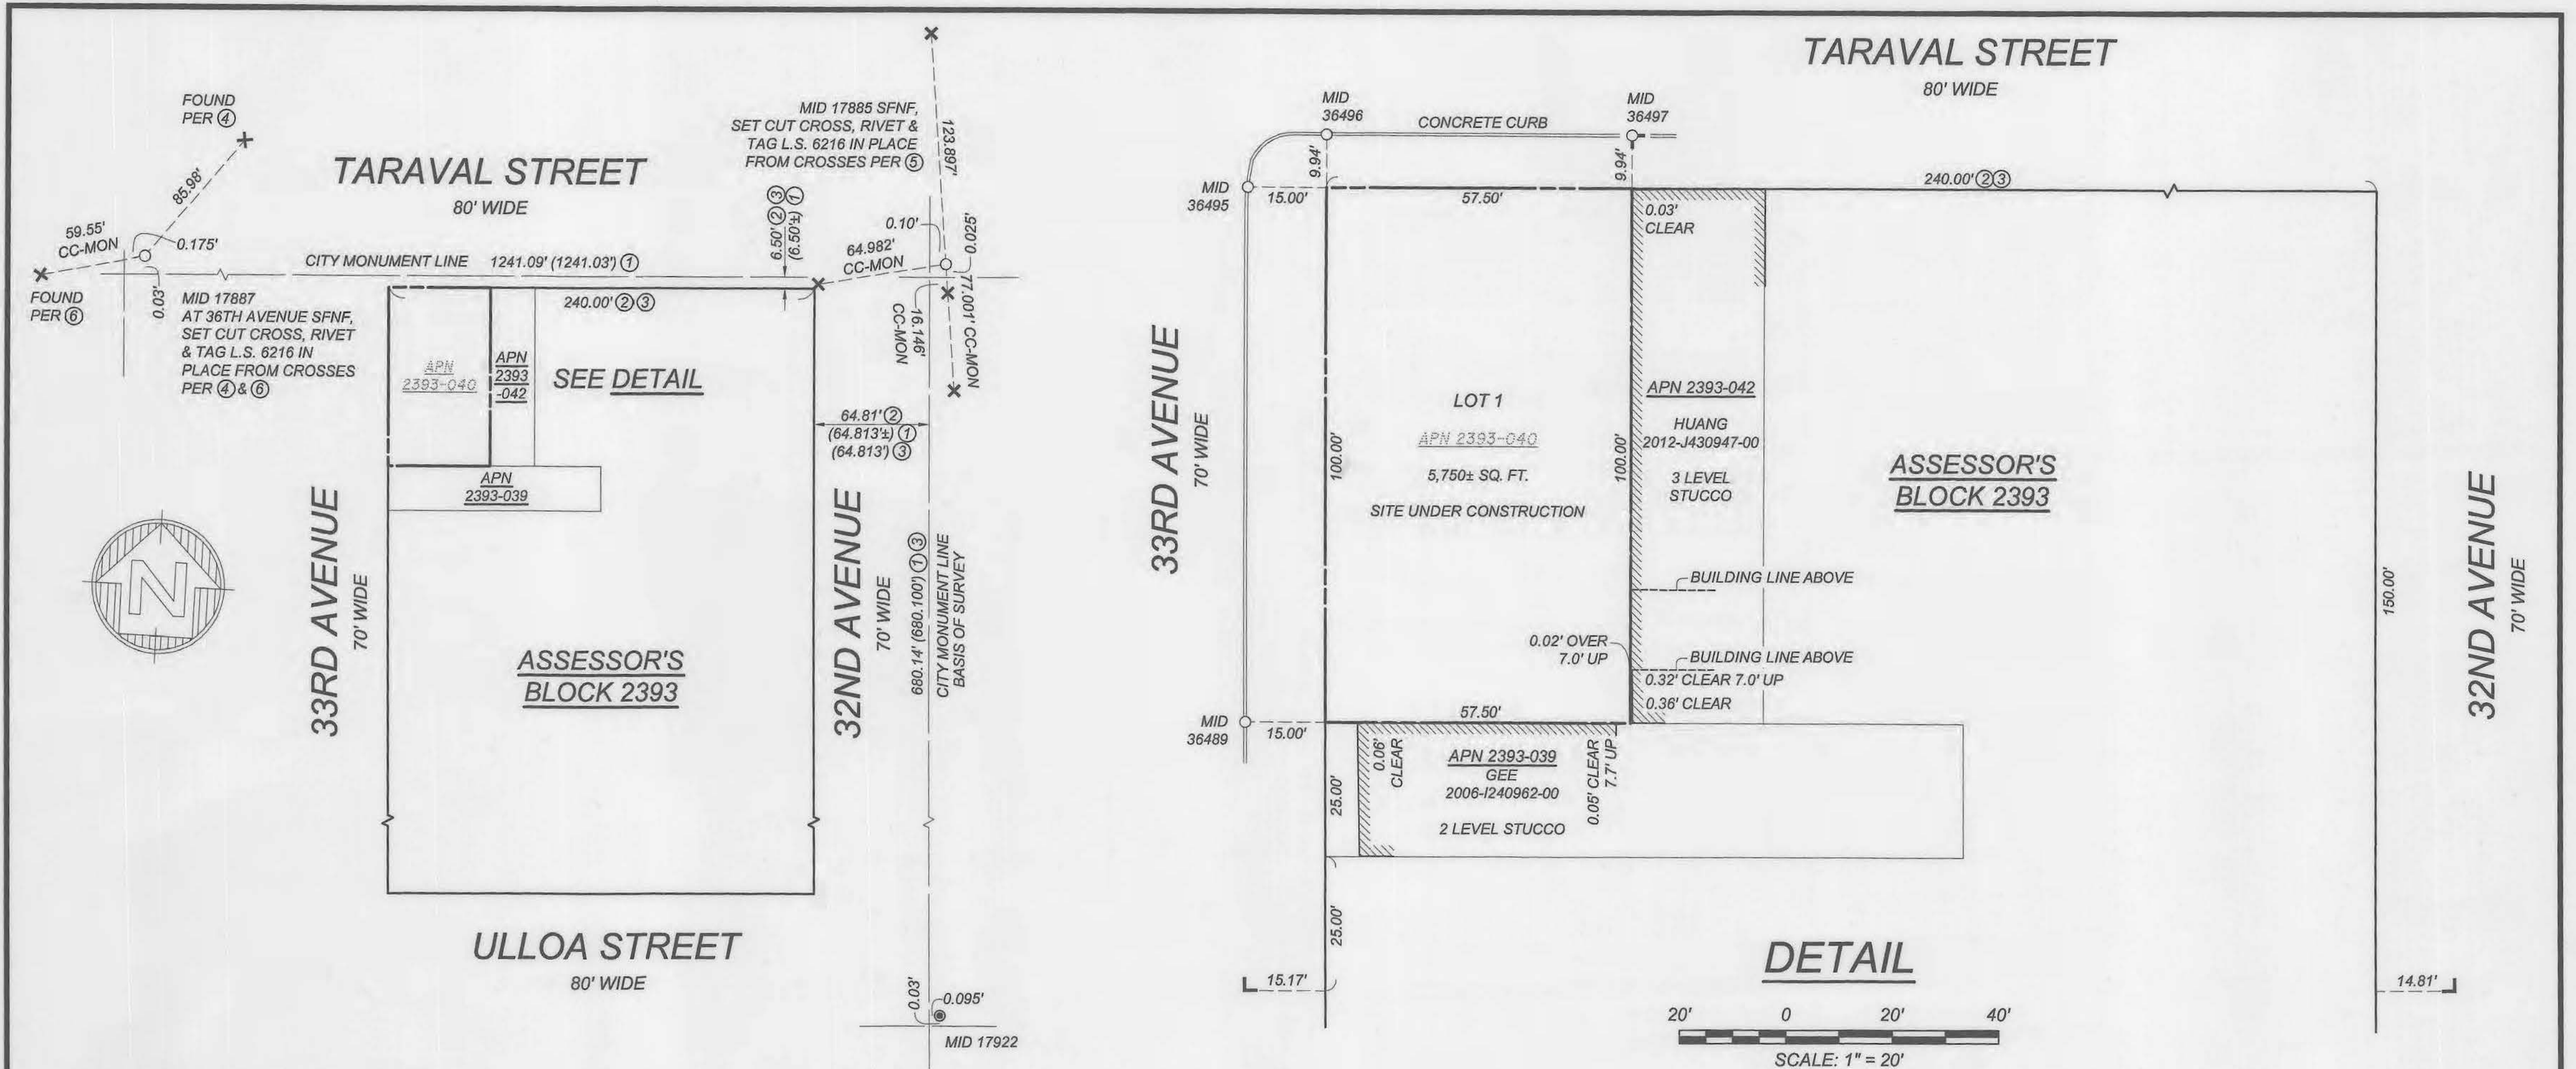 FOUND
PER ④
85.98'
59.55'
CC-MON
0.175'
FOUND
PER ⑥
0.03'
MID 17887
AT 36TH AVENUE SFNF,
SET CUT CROSS, RIVET
& TAG L.S. 6216 IN
PLACE FROM CROSSES
PER ④ & ⑥
TARAVAL STREET
80' WIDE
CITY MONUMENT LINE 1241.09' (1241.03') ①
240.00' ② ③
6.50' ② ③
(6.50'±) ①
MID 17885 SFNF,
SET CUT CROSS, RIVET &
TAG L.S. 6216 IN PLACE
FROM CROSSES PER ⑤
123.897'
0.10'
0.025'
64.982'
CC-MON
16.146'
CC-MON
77.001' CC-MON
APN
2393-040
APN
2393
-042
SEE DETAIL
APN
2393-039
64.81' ②
(64.813'±) ①
(64.813') ③
33RD AVENUE
70' WIDE
ASSESSOR'S
BLOCK 2393
32ND AVENUE
70' WIDE
680.14' (680.100') ① ③
CITY MONUMENT LINE
BASIS OF SURVEY
N
ULLOA STREET
80' WIDE
0.03'
0.095'
MID 17922
TARAVAL STREET
80' WIDE
MID
36496
CONCRETE CURB
MID
36497
9.94'
9.94'
MID
36495
15.00'
57.50'
240.00' ② ③
0.03'
CLEAR
33RD AVENUE
70' WIDE
100.00'
LOT 1
APN 2393-040
5,750± SQ. FT.
SITE UNDER CONSTRUCTION
100.00'
APN 2393-042
HUANG
2012-J430947-00
3 LEVEL
STUCCO
ASSESSOR'S
BLOCK 2393
BUILDING LINE ABOVE
0.02' OVER
7.0' UP
BUILDING LINE ABOVE
0.32' CLEAR 7.0' UP
0.36' CLEAR
57.50'
MID
36489
15.00'
0.06'
CLEAR
APN 2393-039
GEE
2006-I240962-00
2 LEVEL STUCCO
0.05' CLEAR
7.7' UP
25.00'
25.00'
15.17'
150.00'
32ND AVENUE
70' WIDE
14.81'
DETAIL
20' 0 20' 40'
SCALE: 1" = 20'